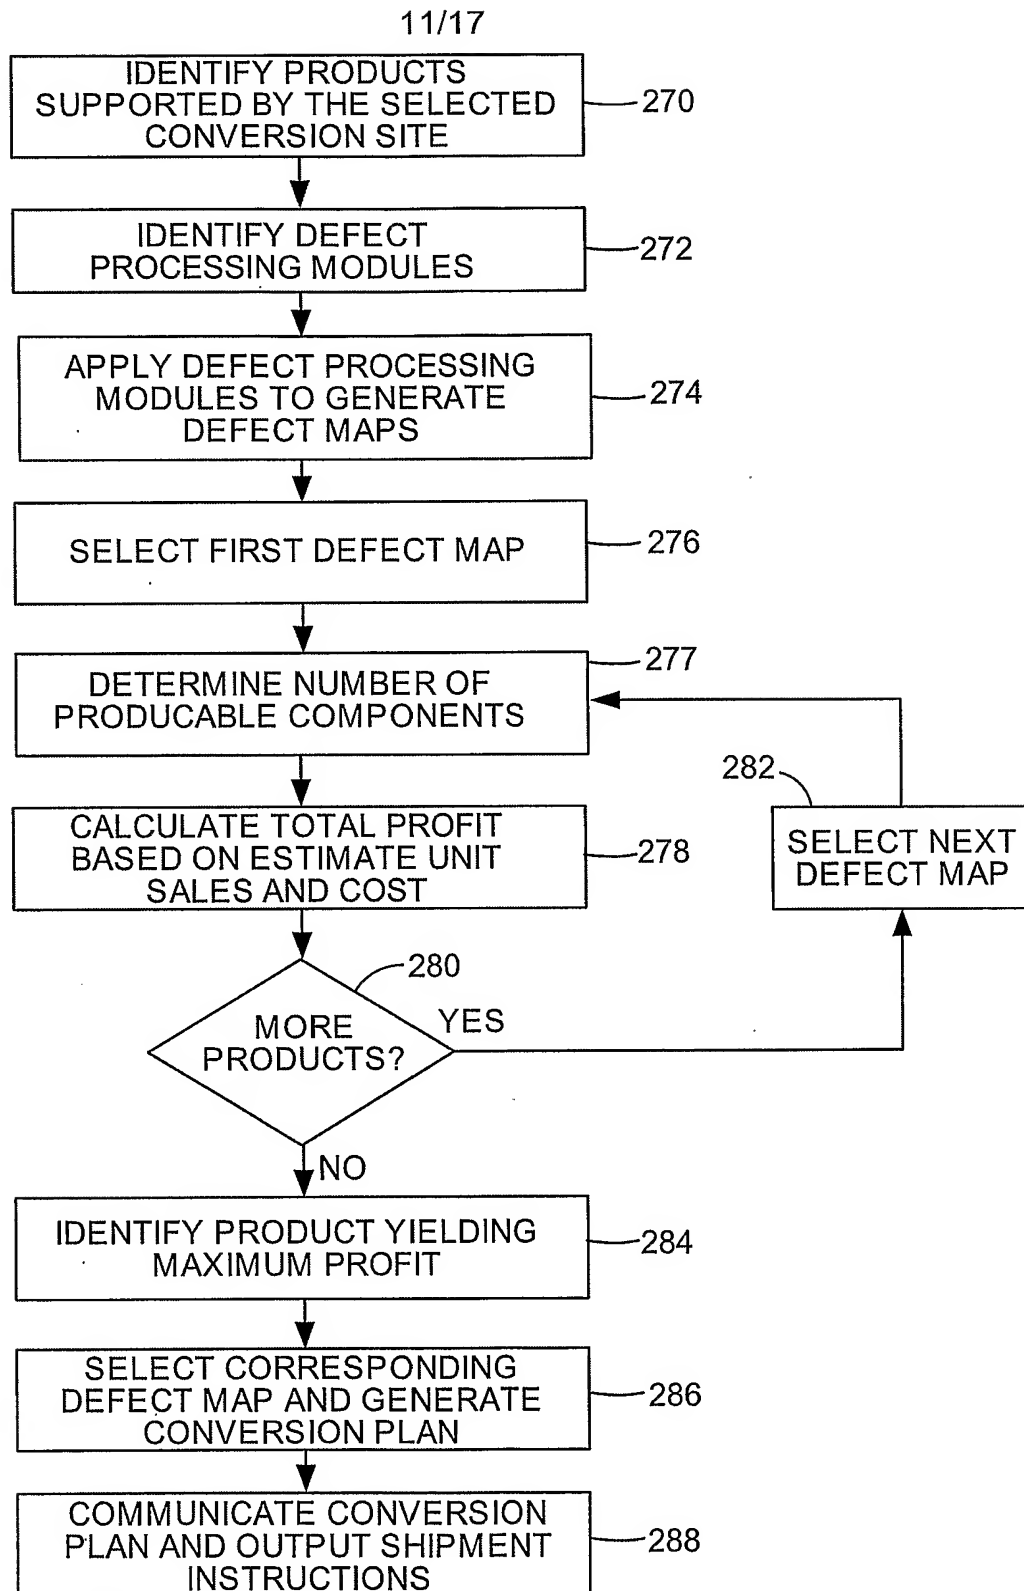 11/17
IDENTIFY PRODUCTS
SUPPORTED BY THE SELECTED
CONVERSION SITE
270
IDENTIFY DEFECT
PROCESSING MODULES
272
APPLY DEFECT PROCESSING
MODULES TO GENERATE
DEFECT MAPS
274
SELECT FIRST DEFECT MAP
276
DETERMINE NUMBER OF
PRODUCABLE COMPONENTS
277
CALCULATE TOTAL PROFIT
BASED ON ESTIMATE UNIT
SALES AND COST
278
282
SELECT NEXT
DEFECT MAP
280
MORE
PRODUCTS?
YES
NO
IDENTIFY PRODUCT YIELDING
MAXIMUM PROFIT
284
SELECT CORRESPONDING
DEFECT MAP AND GENERATE
CONVERSION PLAN
286
COMMUNICATE CONVERSION
PLAN AND OUTPUT SHIPMENT
INSTRUCTIONS
288